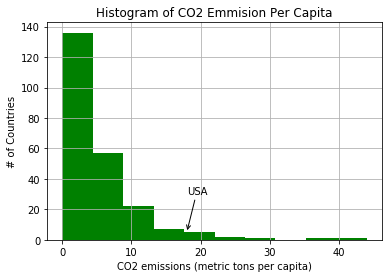 Histogram of CO2 Emmision Per Capita
140
120
100
80
60
40
20
0
# of Countries
USA
0 10 20 30 40
CO2 emissions (metric tons per capita)